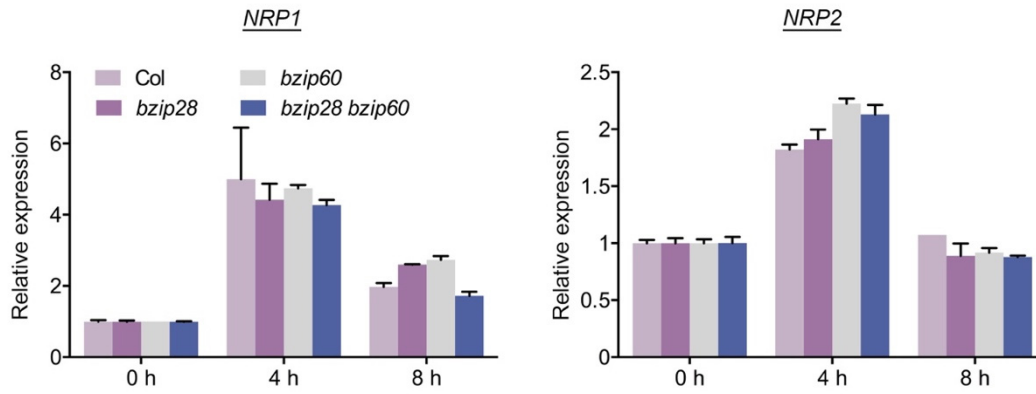 NRP1
Relative expression
8
6
4
2
0
Col
bzip60
bzip28
bzip28 bzip60
0 h
4 h
8 h
NRP2
Relative expression
2.5
2
1.5
1
0.5
0
0 h
4 h
8 h